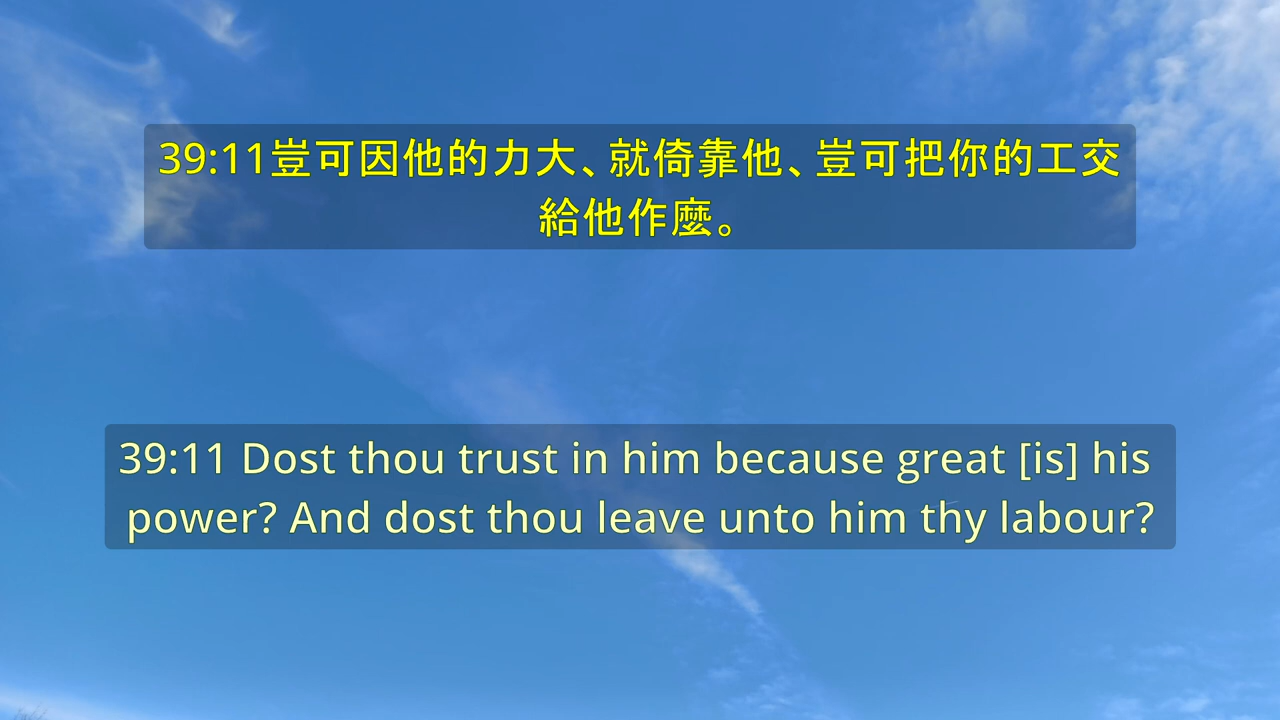 39:11豈可因他的力大、就倚靠他、豈可把你的工交
給他作麼。
39:11 Dost thou trust in him because great [is] his
power? And dost thou leave unto him thy labour?